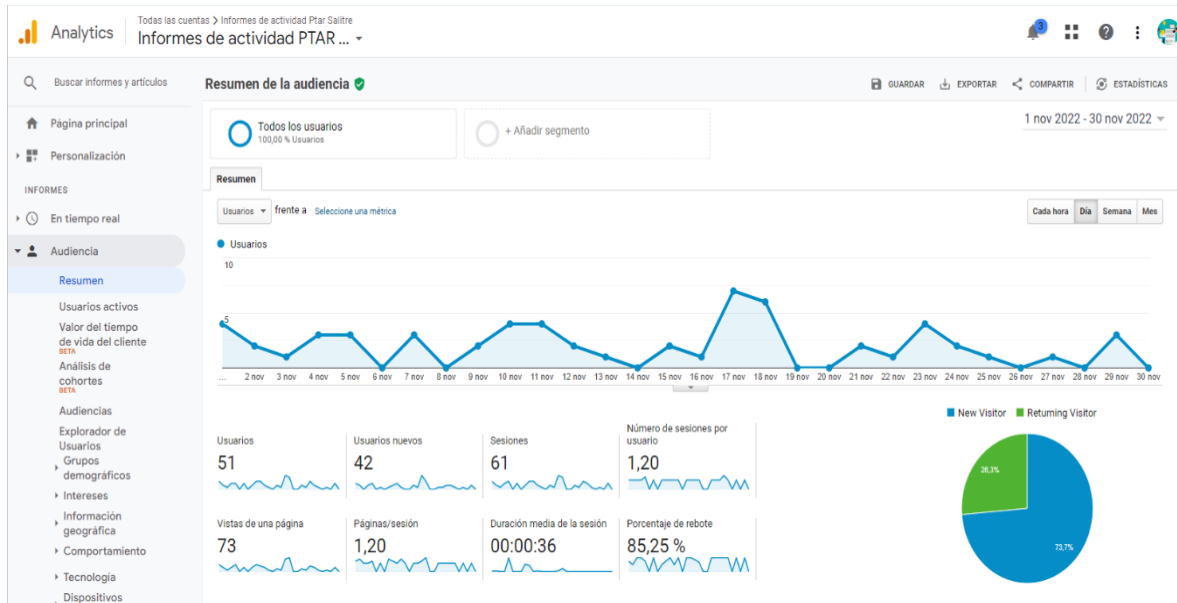 Analytics
Todas las cuentas > Informes de actividad Ptar Salitre
Informes de actividad PTAR ...
3
Buscar informes y artículos
Página principal
Personalización
INFORMES
En tiempo real
Audiencia
Resumen
Usuarios activos
Valor del tiempo
de vida del cliente
BETA
Análisis de
cohortes
BETA
Audiencias
Explorador de
Usuarios
Grupos
demográficos
Intereses
Información
geográfica
Comportamiento
Tecnología
Dispositivos
Resumen de la audiencia
GUARDAR
EXPORTAR
COMPARTIR
ESTADÍSTICAS
Todos los usuarios
100,00 % Usuarios
+ Añadir segmento
1 nov 2022 - 30 nov 2022
Resumen
Usuarios frente a Seleccione una métrica
Cada hora Día Semana Mes
Usuarios
10
5
... 2 nov 3 nov 4 nov 5 nov 6 nov 7 nov 8 nov 9 nov 10 nov 11 nov 12 nov 13 nov 14 nov 15 nov 16 nov 17 nov 18 nov 19 nov 20 nov 21 nov 22 nov 23 nov 24 nov 25 nov 26 nov 27 nov 28 nov 29 nov 30 nov
Usuarios
51
Usuarios nuevos
42
Sesiones
61
Número de sesiones por
usuario
1,20
Vistas de una página
73
Páginas/sesión
1,20
Duración media de la sesión
00:00:36
Porcentaje de rebote
85,25 %
New Visitor Returning Visitor
26,3%
73,7%